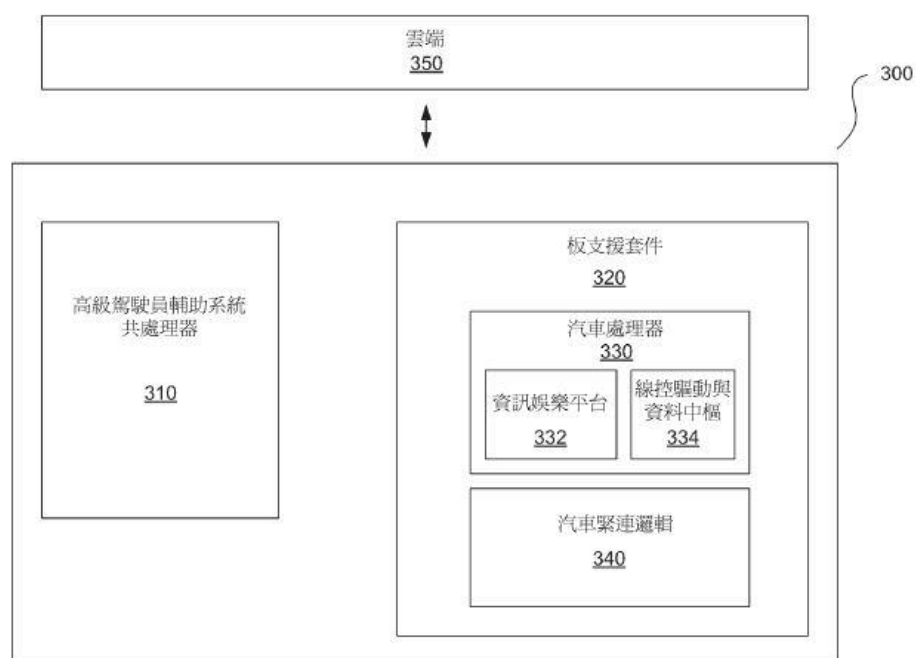 雲端
350
300
高級駕駛員輔助系統
共處理器
310
板支援套件
320
汽車處理器
330
資訊娛樂平台
332
線控驅動與
資料中樞
334
汽車緊連邏輯
340